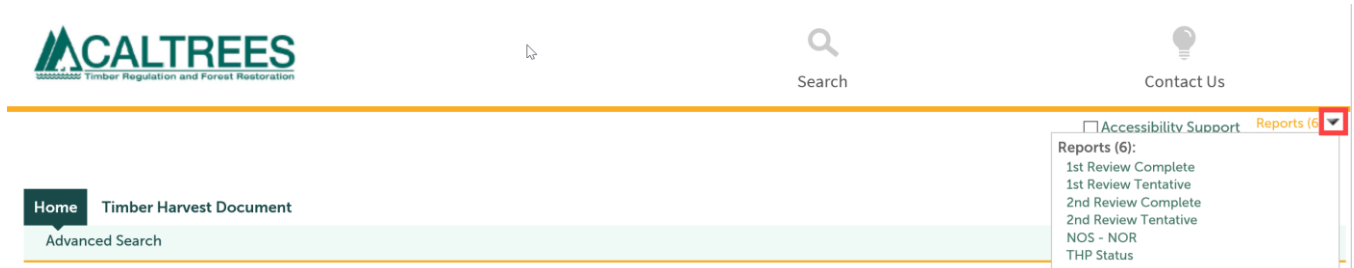 CALTREES
Timber Regulation and Forest Restoration
Search
Contact Us
Accessibility Support
Reports (6
Reports (6):
1st Review Complete
1st Review Tentative
2nd Review Complete
2nd Review Tentative
NOS - NOR
THP Status
Home
Timber Harvest Document
Advanced Search